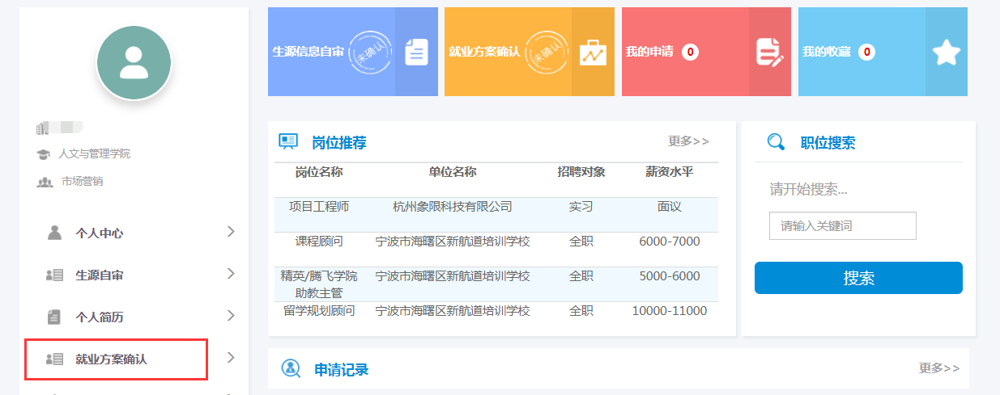 人文与管理学院
市场营销
个人中心
生源自审
个人简历
就业方案确认
生源信息自审 未确认
就业方案确认 未确认
我的申请 0
我的收藏 0
岗位推荐 更多>>
岗位名称 单位名称 招聘对象 薪资水平
项目工程师 杭州象限科技有限公司 实习 面议
课程顾问 宁波市海曙区新航道培训学校 全职 6000-7000
精英/腾飞学院 宁波市海曙区新航道培训学校 全职 5000-6000
助教主管
留学规划顾问 宁波市海曙区新航道培训学校 全职 10000-11000
职位搜索
请开始搜索...
请输入关键词
搜索
申请记录 更多>>